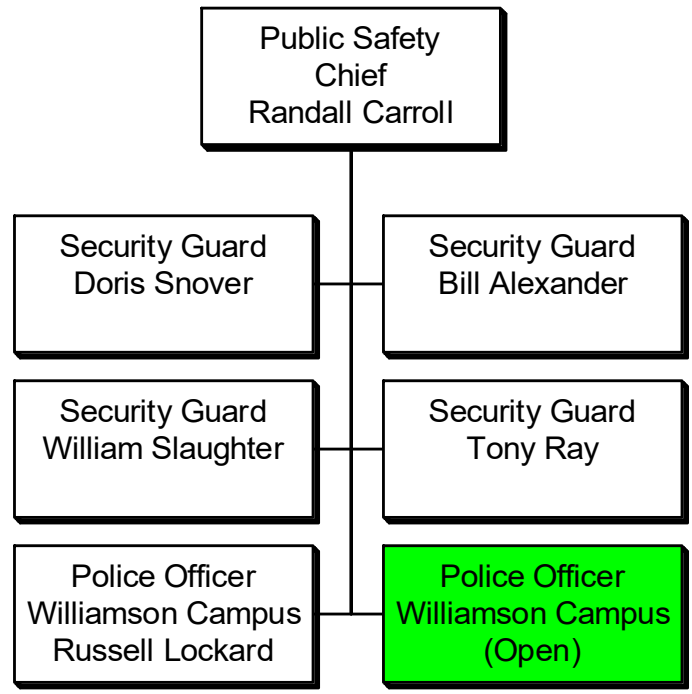 Public Safety
Chief
Randall Carroll
Security Guard
Doris Snover
Security Guard
Bill Alexander
Security Guard
William Slaughter
Security Guard
Tony Ray
Police Officer
Williamson Campus
Russell Lockard
Police Officer
Williamson Campus
(Open)